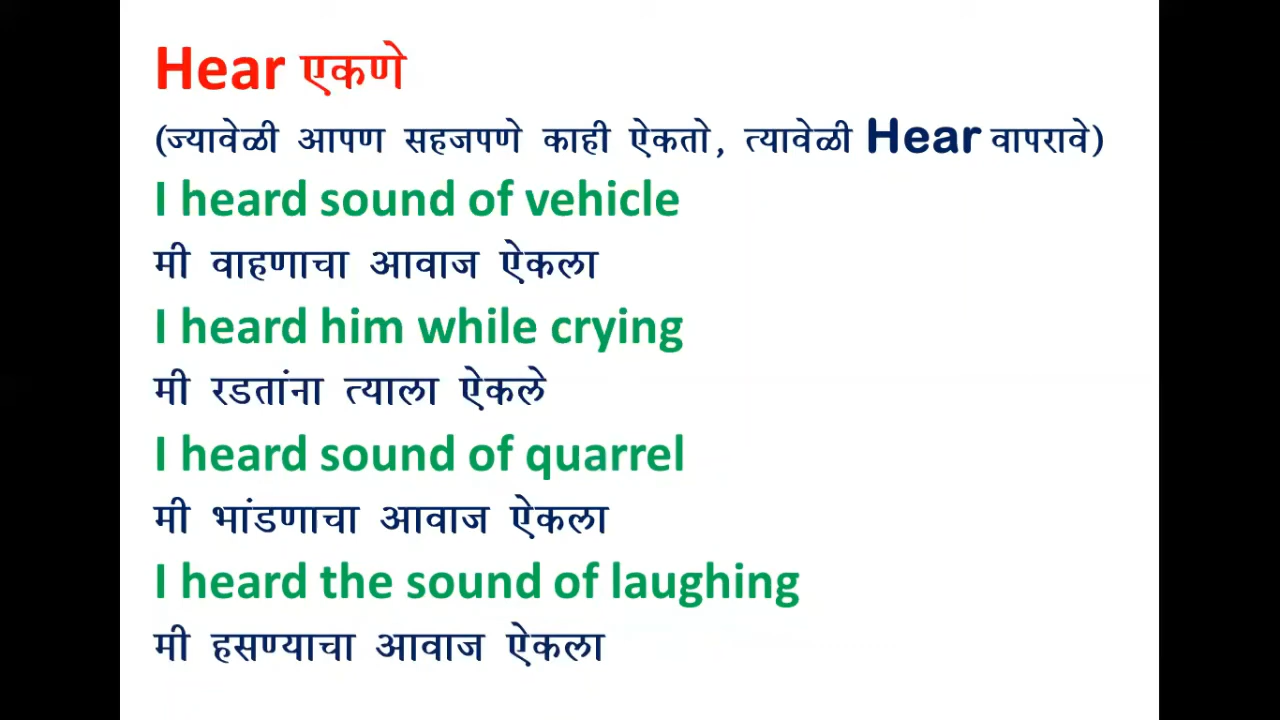 Hear एकणे
(ज्यावेळी आपण सहजपणे काही ऐकतो, त्यावेळी Hear वापरावे)
I heard sound of vehicle
मी वाहणाचा आवाज ऐकला
I heard him while crying
मी रडतांना त्याला ऐकले
I heard sound of quarrel
मी भांडणाचा आवाज ऐकला
I heard the sound of laughing
मी हसण्याचा आवाज ऐकला